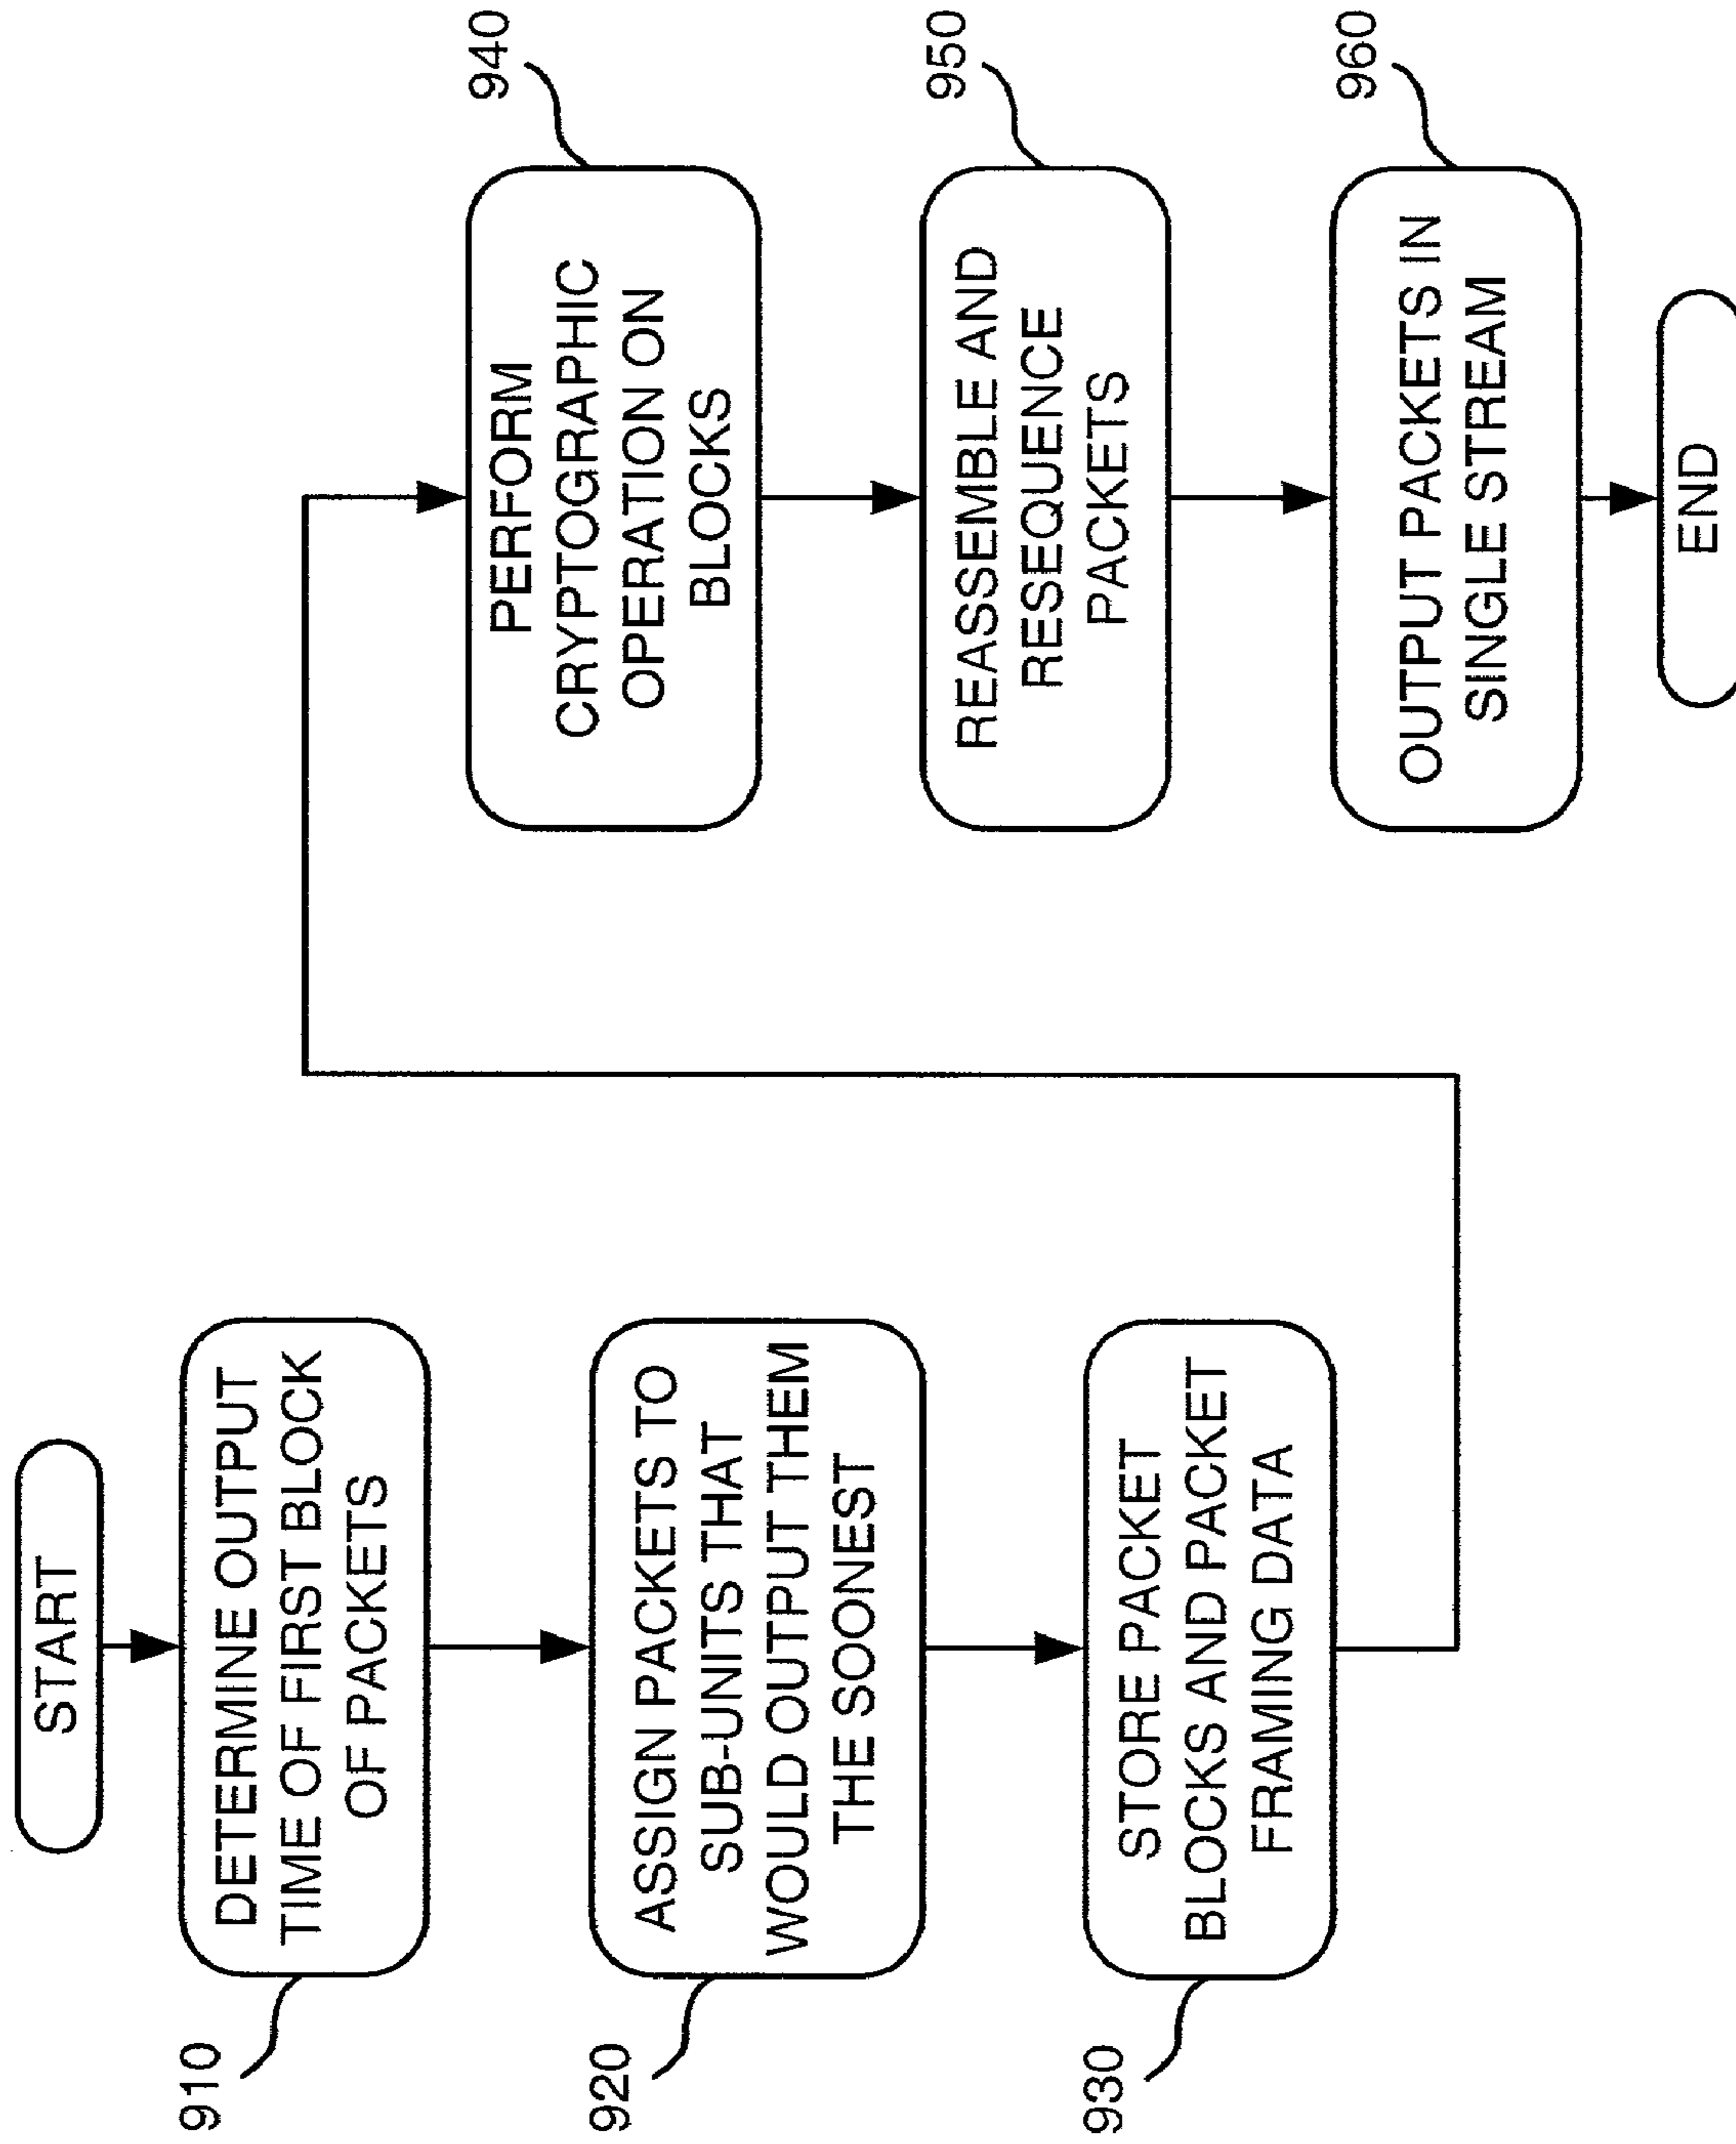 START
DETERMINE OUTPUT
TIME OF FIRST BLOCK
OF PACKETS
910
ASSIGN PACKETS TO
SUB-UNITS THAT
WOULD OUTPUT THEM
THE SOONEST
920
STORE PACKET
BLOCKS AND PACKET
FRAMING DATA
930
PERFORM
CRYPTOGRAPHIC
OPERATION ON
BLOCKS
940
REASSEMBLE AND
RESEQUENCE
PACKETS
950
OUTPUT PACKETS IN
SINGLE STREAM
960
END